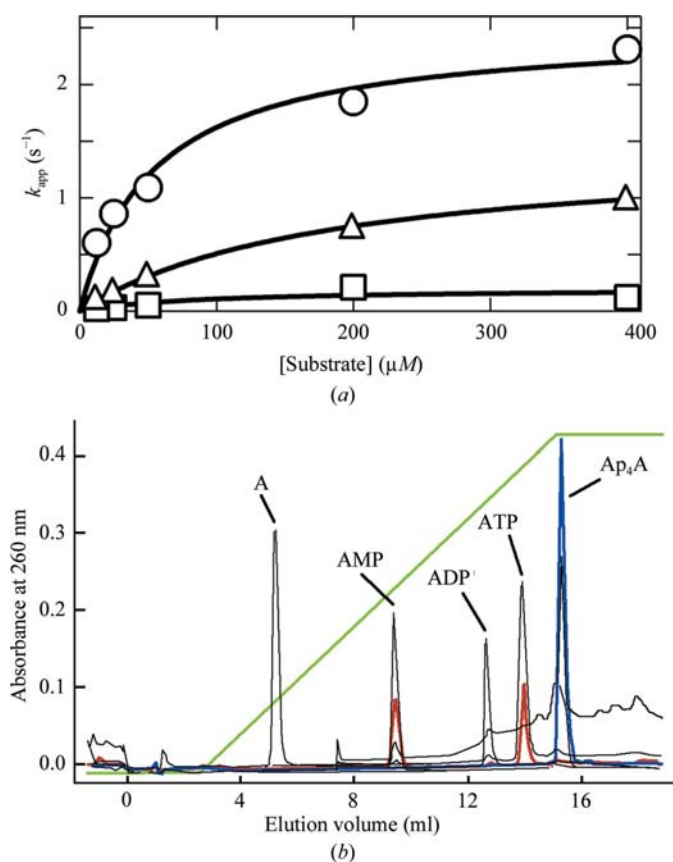 2
1
0
k_app (s⁻¹)
0 100 200 300 400
[Substrate] (µM)
(a)
0.4
0.3
0.2
0.1
0.0
Absorbance at 260 nm
A
AMP
ADP
ATP
Ap₄A
0 4 8 12 16
Elution volume (ml)
(b)